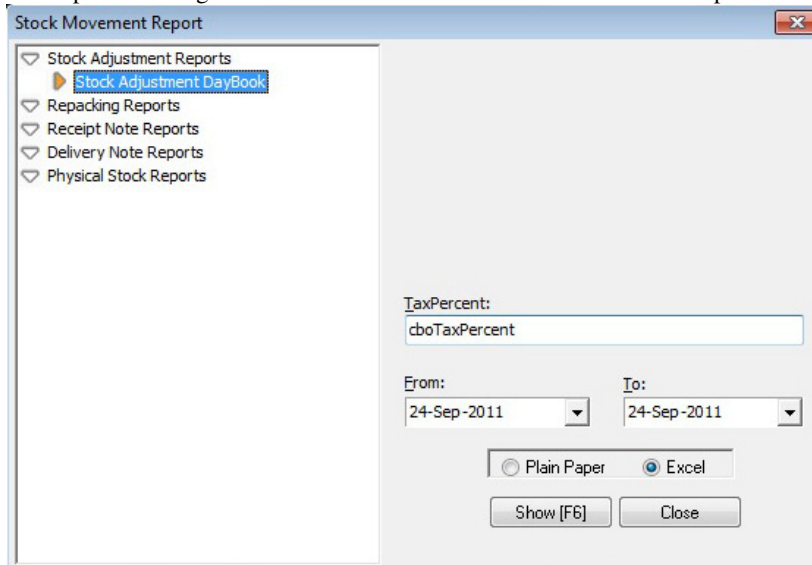 Stock Movement Report
Stock Adjustment Reports
Stock Adjustment DayBook
Repacking Reports
Receipt Note Reports
Delivery Note Reports
Physical Stock Reports
TaxPercent:
cboTaxPercent
From: To:
24-Sep-2011 24-Sep-2011
Plain Paper Excel
Show [F6] Close